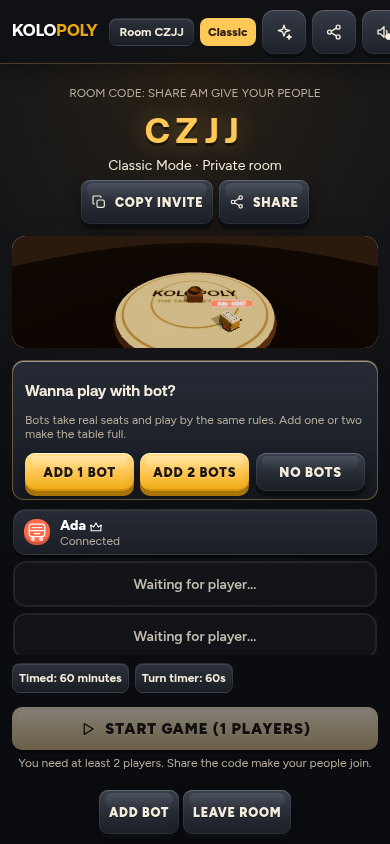 KOLOPOLY
Room CZJJ
Classic
ROOM CODE: SHARE AM GIVE YOUR PEOPLE
CZJJ
Classic Mode · Private room
COPY INVITE
SHARE
KOLOPOLY
Ada · HOST
Wanna play with bot?
Bots take real seats and play by the same rules. Add one or two
make the table full.
ADD 1 BOT
ADD 2 BOTS
NO BOTS
Ada
Connected
Waiting for player...
Waiting for player...
Timed: 60 minutes
Turn timer: 60s
START GAME (1 PLAYERS)
You need at least 2 players. Share the code make your people join.
ADD BOT
LEAVE ROOM